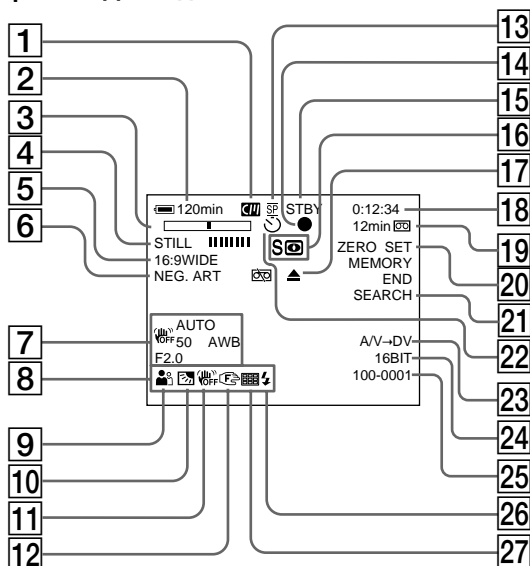 1
2
3
4
5
6
7
8
9
10
11
12
13
14
15
16
17
18
19
20
21
22
23
24
25
26
27
120min SP STBY 0:12:34
12min
STILL S ZERO SET
16:9WIDE MEMORY
NEG. ART END
SEARCH
AUTO
OFF 50 AWB A/V→DV
F2.0 16BIT
OFF F 100-0001